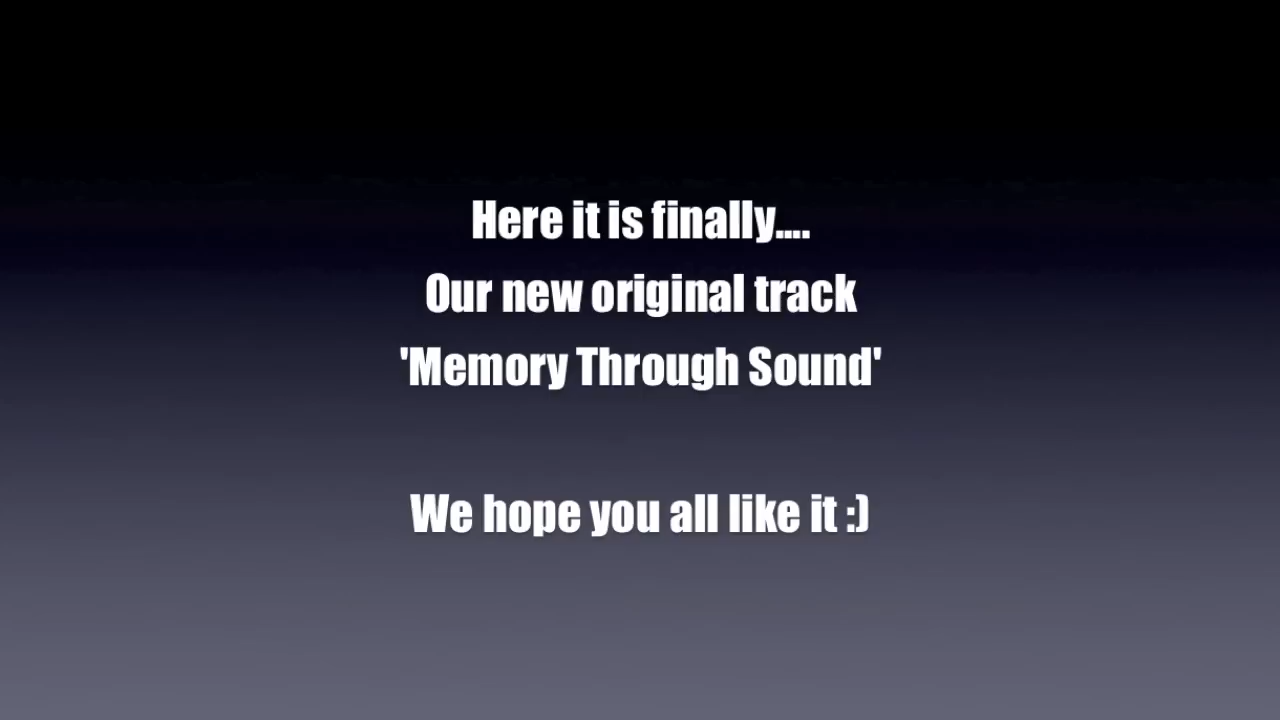 Here it is finally....
Our new original track
'Memory Through Sound'
We hope you all like it :)